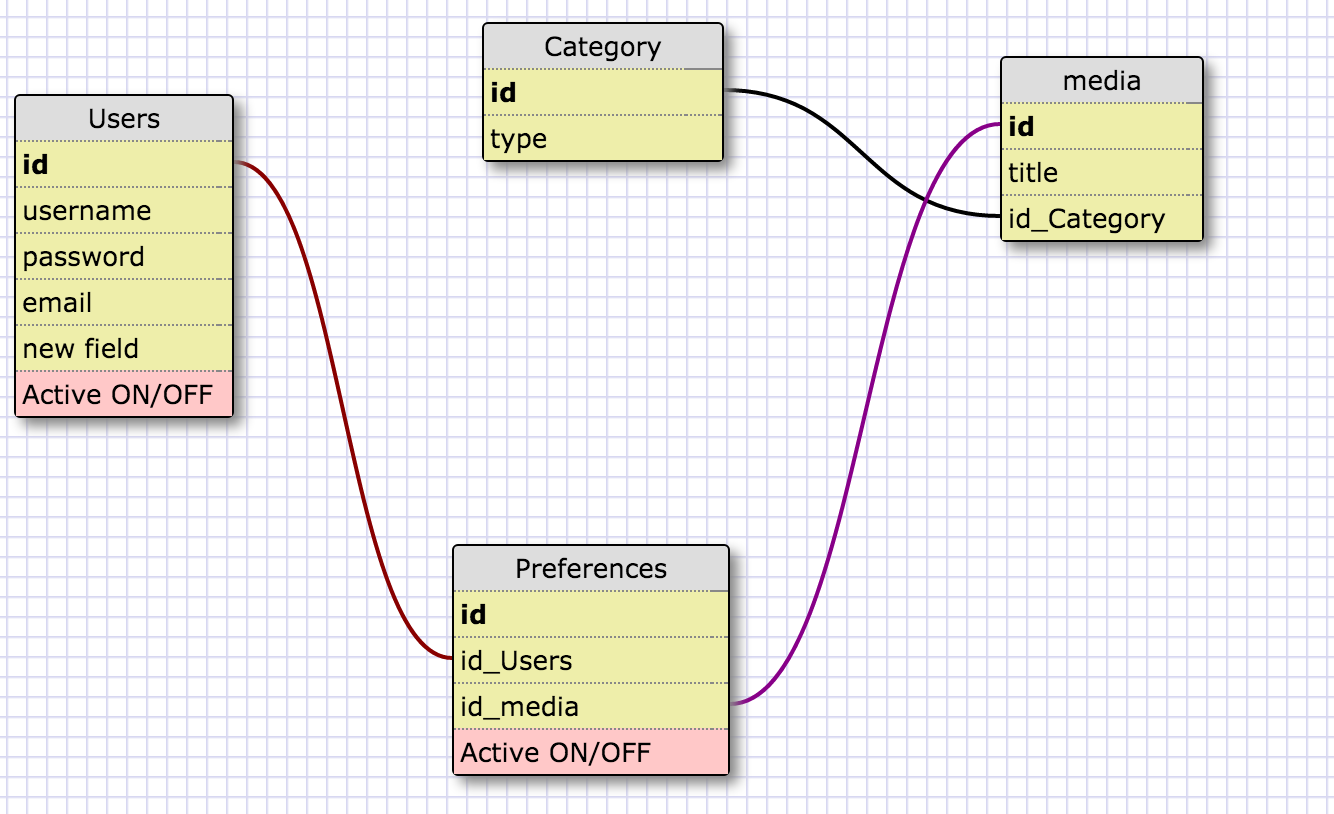 Users
id
username
password
email
new field
Active ON/OFF
Category
id
type
media
id
title
id_Category
Preferences
id
id_Users
id_media
Active ON/OFF